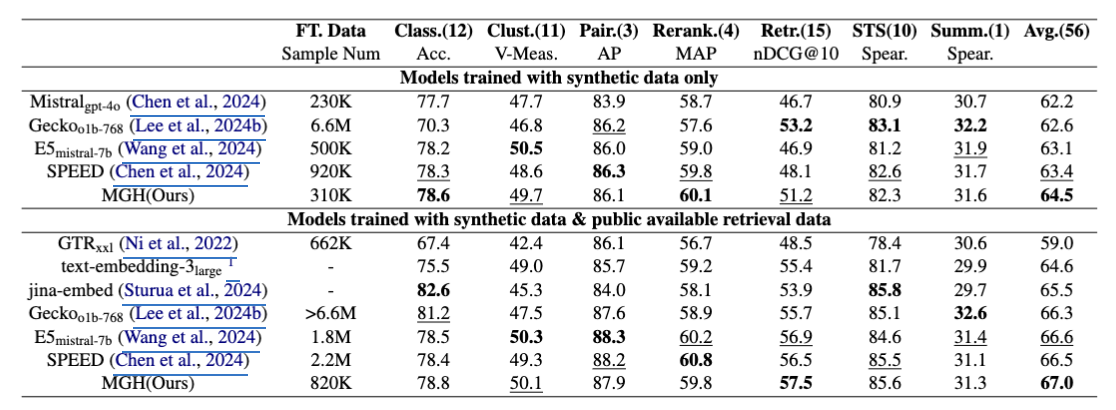 FT. Data Class.(12) Clust.(11) Pair.(3) Rerank.(4) Retr.(15) STS(10) Summ.(1) Avg.(56)
Sample Num Acc. V-Meas. AP MAP nDCG@10 Spear. Spear.
Models trained with synthetic data only
Mistralgpt-4o (Chen et al., 2024) 230K 77.7 47.7 83.9 58.7 46.7 80.9 30.7 62.2
Geckoo1b-768 (Lee et al., 2024b) 6.6M 70.3 46.8 86.2 57.6 53.2 83.1 32.2 62.6
E5mistral-7b (Wang et al., 2024) 500K 78.2 50.5 86.0 59.0 46.9 81.2 31.9 63.1
SPEED (Chen et al., 2024) 920K 78.3 48.6 86.3 59.8 48.1 82.6 31.7 63.4
MGH(Ours) 310K 78.6 49.7 86.1 60.1 51.2 82.3 31.6 64.5
Models trained with synthetic data & public available retrieval data
GTRxxl (Ni et al., 2022) 662K 67.4 42.4 86.1 56.7 48.5 78.4 30.6 59.0
text-embedding-3large 1 - 75.5 49.0 85.7 59.2 55.4 81.7 29.9 64.6
jina-embed (Sturua et al., 2024) - 82.6 45.3 84.0 58.1 53.9 85.8 29.7 65.5
Geckoo1b-768 (Lee et al., 2024b) >6.6M 81.2 47.5 87.6 58.9 55.7 85.1 32.6 66.3
E5mistral-7b (Wang et al., 2024) 1.8M 78.5 50.3 88.3 60.2 56.9 84.6 31.4 66.6
SPEED (Chen et al., 2024) 2.2M 78.4 49.3 88.2 60.8 56.5 85.5 31.1 66.5
MGH(Ours) 820K 78.8 50.1 87.9 59.8 57.5 85.6 31.3 67.0